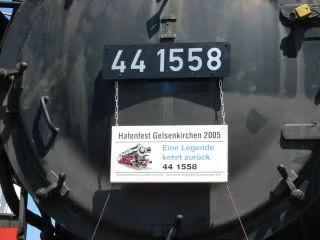 44 1558
Hafenfest Gelsenkirchen 2005
Eine Legende
kehrt zurück
44 1558